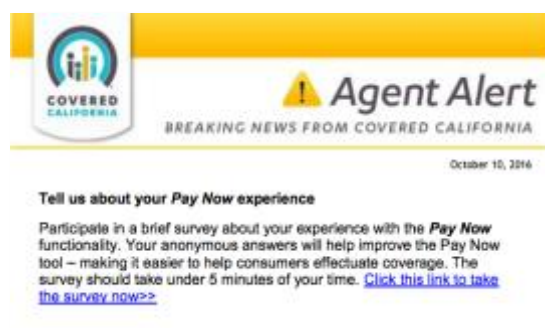 COVERED
CALIFORNIA
Agent Alert
BREAKING NEWS FROM COVERED CALIFORNIA
October 10, 2016
Tell us about your Pay Now experience
Participate in a brief survey about your experience with the Pay Now
functionality. Your anonymous answers will help improve the Pay Now
tool – making it easier to help consumers effectuate coverage. The
survey should take under 5 minutes of your time. Click this link to take
the survey now>>